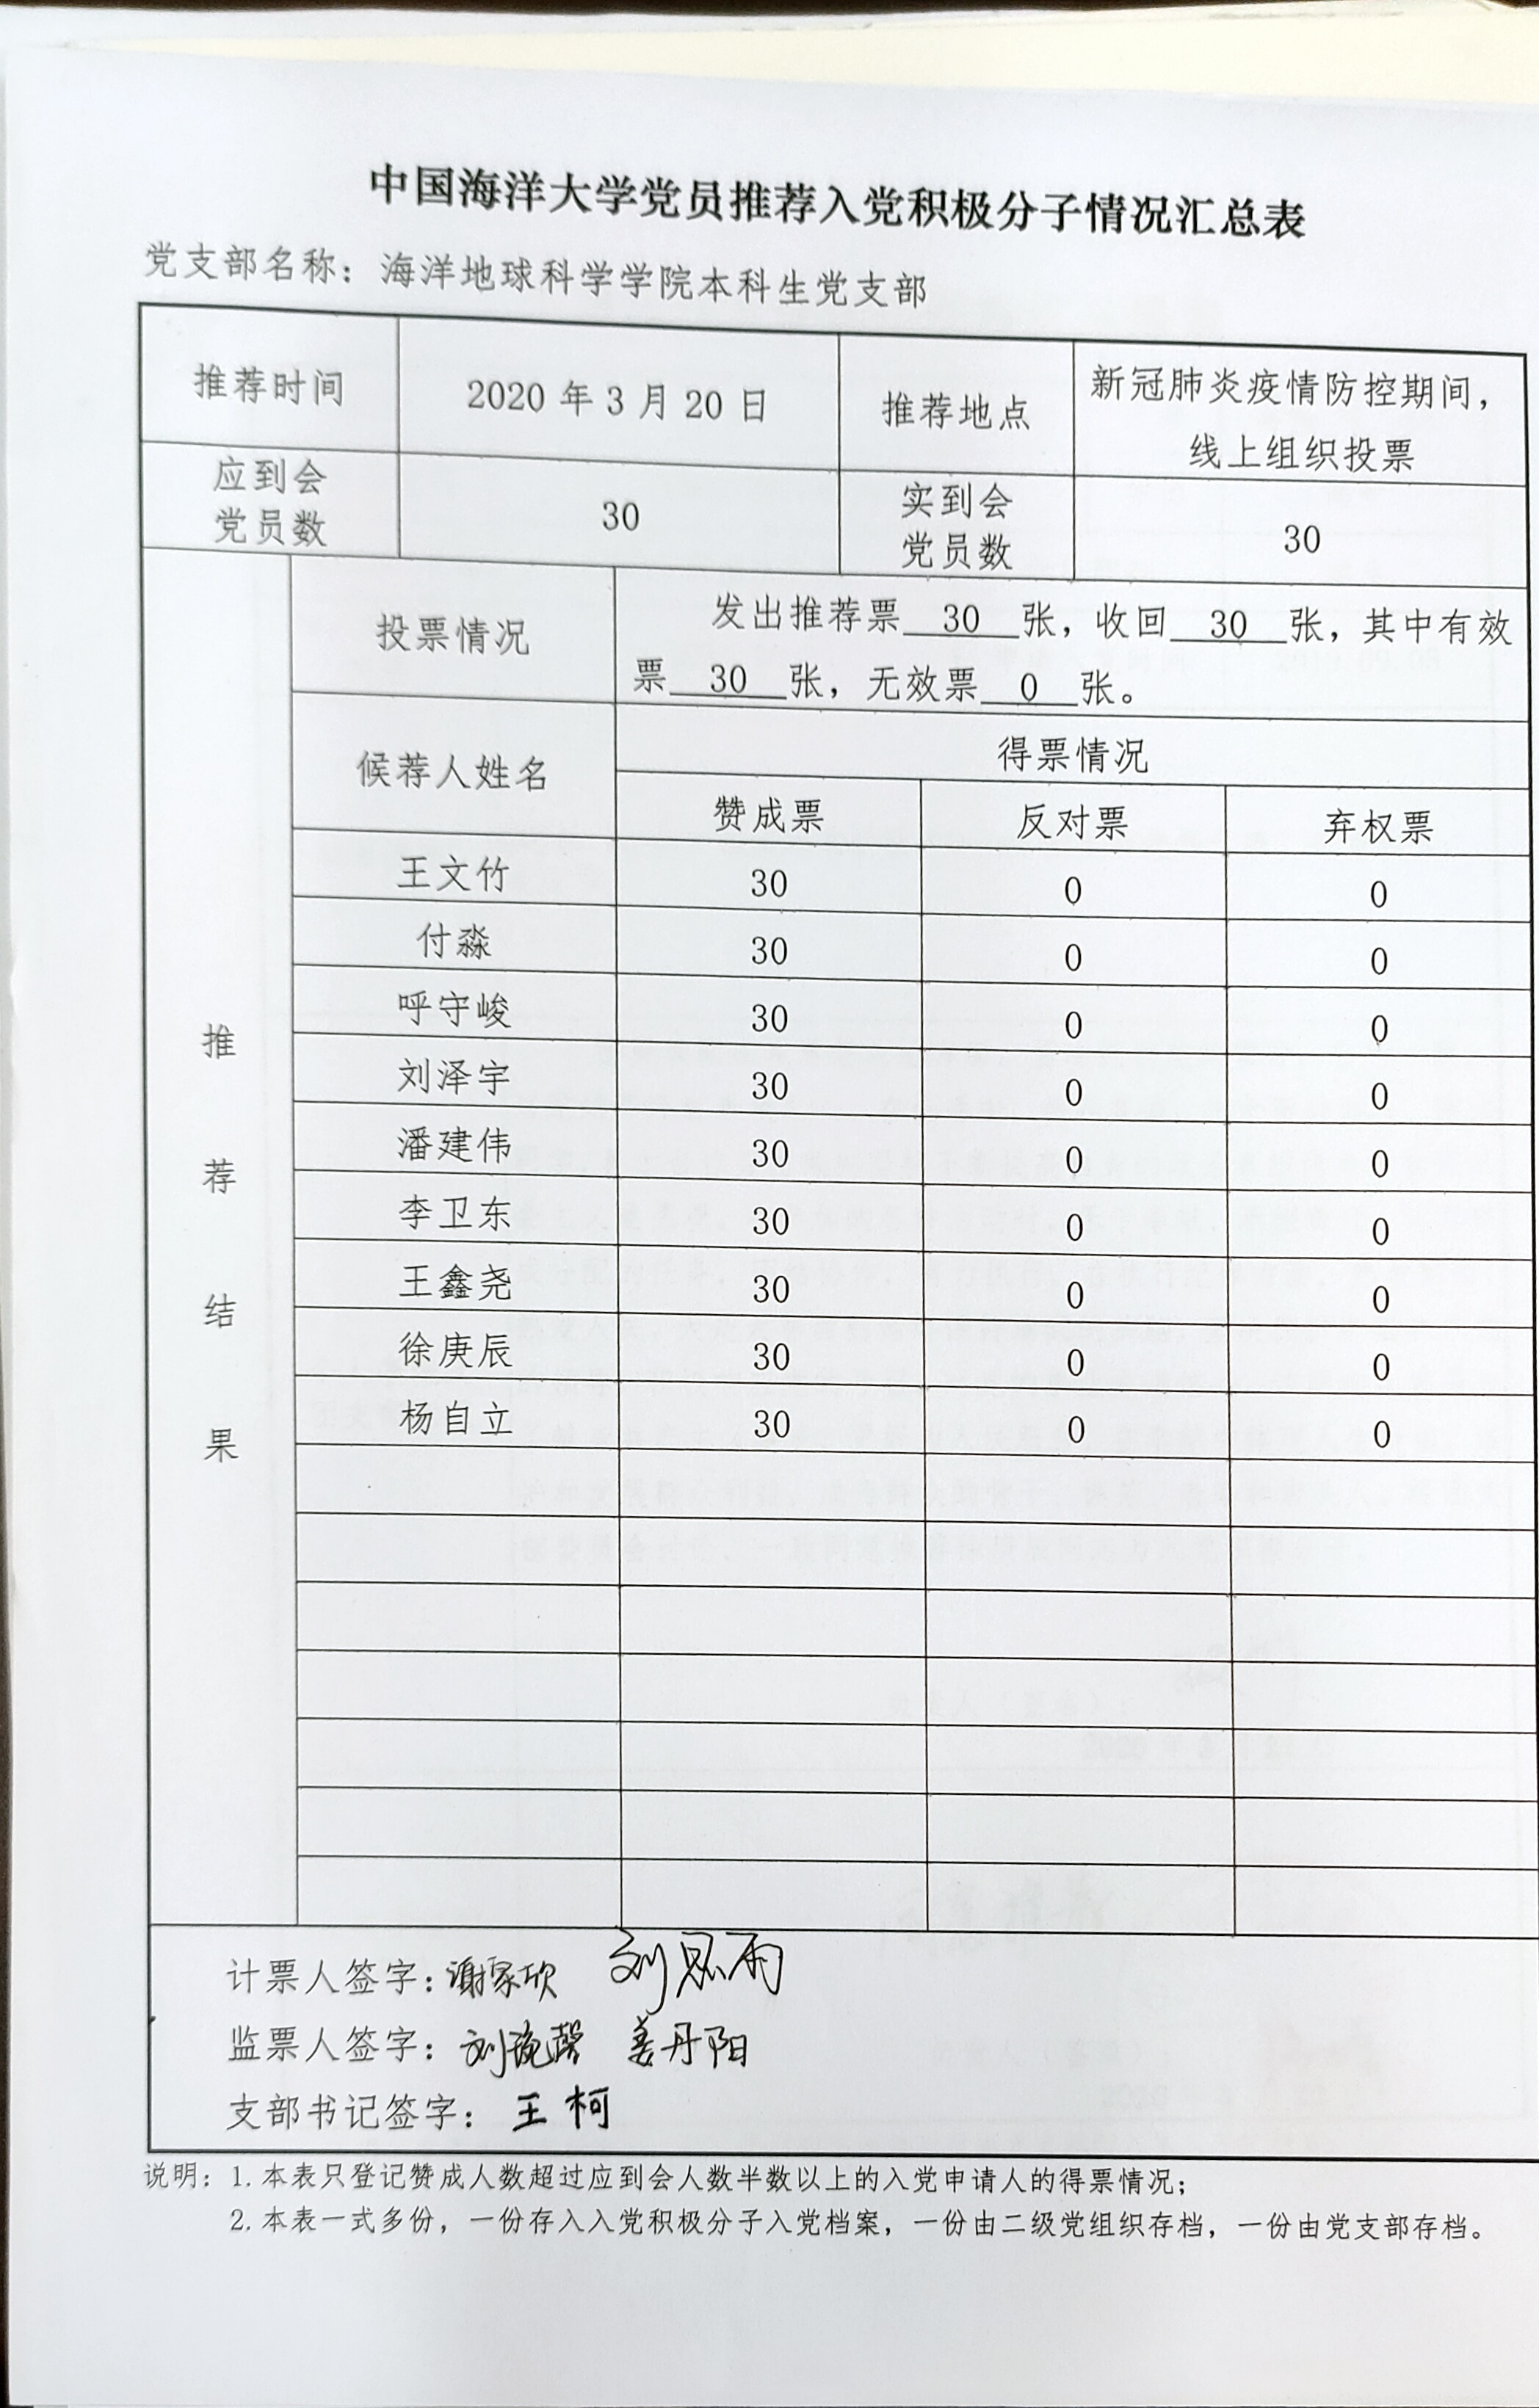 中国海洋大学党员推荐入党积极分子情况汇总表
党支部名称：海洋地球科学学院本科生党支部
推荐时间 2020 年 3 月 20 日 推荐地点 新冠肺炎疫情防控期间，
线上组织投票
应到会
党员数 30 实到会
党员数 30
投票情况 发出推荐票 30 张，收回 30 张，其中有效
票 30 张，无效票 0 张。
候荐人姓名 得票情况
赞成票 反对票 弃权票
推荐结果
王文竹 30 0 0
付淼 30 0 0
呼守峻 30 0 0
刘泽宇 30 0 0
潘建伟 30 0 0
李卫东 30 0 0
王鑫尧 30 0 0
徐庚辰 30 0 0
杨自立 30 0 0
计票人签字：谢家欣 刘思雨
监票人签字：刘琬馨 姜丹阳
支部书记签字：王柯
说明：1.本表只登记赞成人数超过应到会人数半数以上的入党申请人的得票情况；
2.本表一式多份，一份存入入党积极分子入党档案，一份由二级党组织存档，一份由党支部存档。